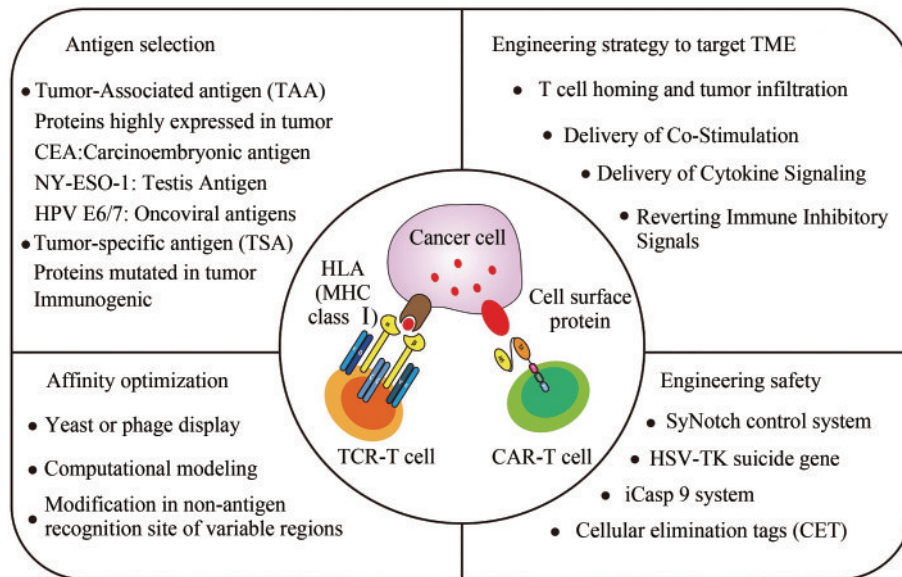 Antigen selection
● Tumor-Associated antigen (TAA)
Proteins highly expressed in tumor
CEA:Carcinoembryonic antigen
NY-ESO-1: Testis Antigen
HPV E6/7: Oncoviral antigens
● Tumor-specific antigen (TSA)
Proteins mutated in tumor
Immunogenic
Engineering strategy to target TME
● T cell homing and tumor infiltration
● Delivery of Co-Stimulation
● Delivery of Cytokine Signaling
● Reverting Immune Inhibitory
Signals
Cancer cell
HLA
(MHC
class I)
Cell surface
protein
TCR-T cell
CAR-T cell
Affinity optimization
● Yeast or phage display
● Computational modeling
● Modification in non-antigen
recognition site of variable regions
Engineering safety
● SyNotch control system
● HSV-TK suicide gene
● iCasp 9 system
● Cellular elimination tags (CET)